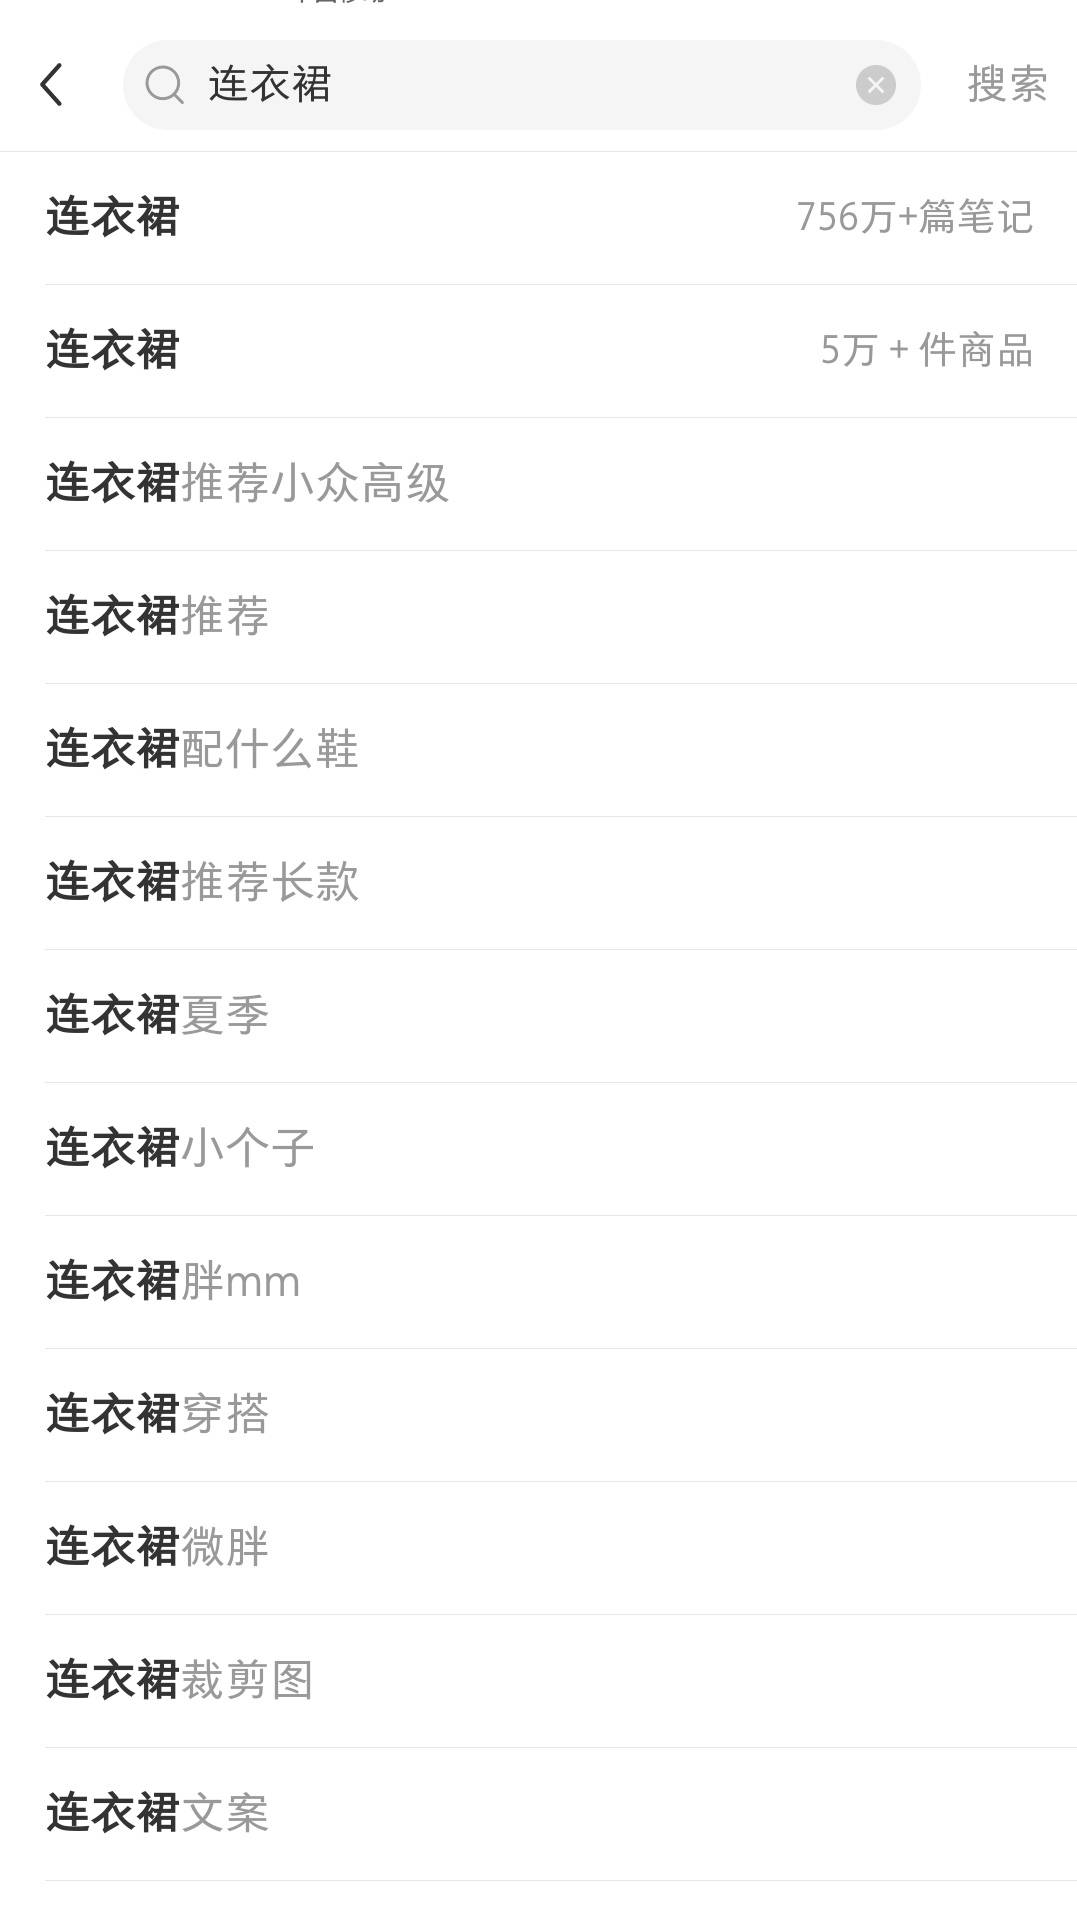 连衣裙
搜索
连衣裙 756万+篇笔记
连衣裙 5万 + 件商品
连衣裙推荐小众高级
连衣裙推荐
连衣裙配什么鞋
连衣裙推荐长款
连衣裙夏季
连衣裙小个子
连衣裙胖mm
连衣裙穿搭
连衣裙微胖
连衣裙裁剪图
连衣裙文案